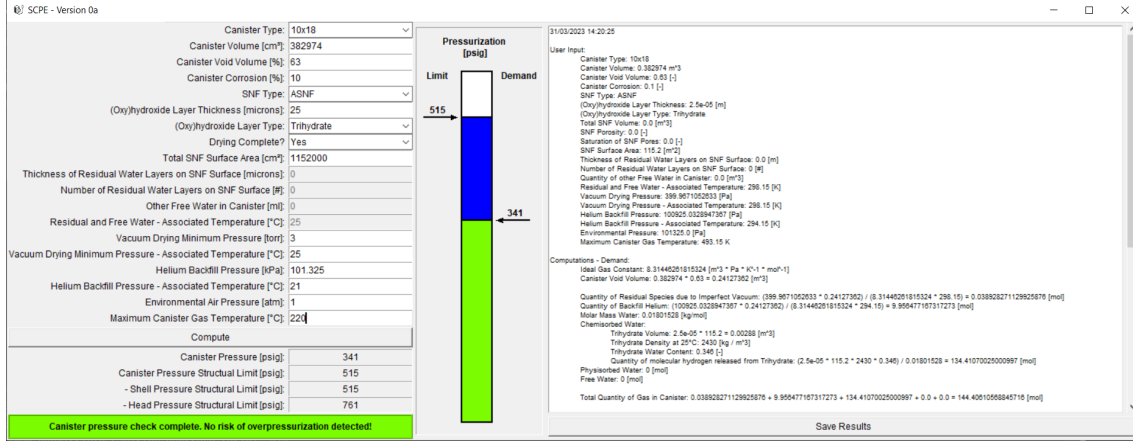 SCPE - Version 0a
Canister Type: 10x18
Canister Volume [cm³]: 382974
Canister Void Volume [%]: 63
Canister Corrosion [%]: 10
SNF Type: ASNF
(Oxy)hydroxide Layer Thickness [microns]: 25
(Oxy)hydroxide Layer Type: Trihydrate
Drying Complete? Yes
Total SNF Surface Area [cm²]: 1152000
Thickness of Residual Water Layers on SNF Surface [microns]: 0
Number of Residual Water Layers on SNF Surface [#]: 0
Other Free Water in Canister [ml]: 0
Residual and Free Water - Associated Temperature [°C]: 25
Vacuum Drying Minimum Pressure [torr]: 3
Vacuum Drying Minimum Pressure - Associated Temperature [°C]: 25
Helium Backfill Pressure [kPa]: 101.325
Helium Backfill Pressure - Associated Temperature [°C]: 21
Environmental Air Pressure [atm]: 1
Maximum Canister Gas Temperature [°C]: 220
Compute
Canister Pressure [psig]: 341
Canister Pressure Structual Limit [psig]: 515
- Shell Pressure Structural Limit [psig]: 515
- Head Pressure Structural Limit [psig]: 761
Canister pressure check complete. No risk of overpressurization detected!
Pressurization
[psig]
Limit Demand
515
341
31/03/2023 14:20:25
User Input:
Canister Type: 10x18
Canister Volume: 0.382974 m^3
Canister Void Volume: 0.63 [-]
Canister Corrosion: 0.1 [-]
SNF Type: ASNF
(Oxy)hydroxide Layer Thickness: 2.5e-05 [m]
(Oxy)hydroxide Layer Type: Trihydrate
Total SNF Volume: 0.0 [m^3]
SNF Porosity: 0.0 [-]
Saturation of SNF Pores: 0.0 [-]
SNF Surface Area: 115.2 [m^2]
Thickness of Residual Water Layers on SNF Surface: 0.0 [m]
Number of Residual Water Layers on SNF Surface: 0 [#]
Quantity of other Free Water in Canister: 0.0 [m^3]
Residual and Free Water - Associated Temperature: 298.15 [K]
Vacuum Drying Pressure: 399.9671052633 [Pa]
Vacuum Drying Pressure - Associated Temperature: 298.15 [K]
Helium Backfill Pressure: 100925.0328947367 [Pa]
Helium Backfill Pressure - Associated Temperature: 294.15 [K]
Environmental Pressure: 101325.0 [Pa]
Maximum Canister Gas Temperature: 493.15 K
Computations - Demand:
Ideal Gas Constant: 8.31446261815324 [m^3 * Pa * K^-1 * mol^-1]
Canister Void Volume: 0.382974 * 0.63 = 0.24127362 [m^3]
Quantity of Residual Species due to Imperfect Vacuum: (399.9671052633 * 0.24127362) / (8.31446261815324 * 298.15) = 0.038928271129925876 [mol]
Quantity of Backfill Helium: (100925.0328947367 * 0.24127362) / (8.31446261815324 * 294.15) = 9.956477167317273 [mol]
Molar Mass Water: 0.01801528 [kg/mol]
Chemisorbed Water:
Trihydrate Volume: 2.5e-05 * 115.2 = 0.00288 [m^3]
Trihydrate Density at 25°C: 2430 [kg / m^3]
Trihydrate Water Content: 0.346 [-]
Quantity of molecular hydrogen released from Trihydrate: (2.5e-05 * 115.2 * 2430 * 0.346) / 0.01801528 = 134.41070025000997 [mol]
Physisorbed Water: 0 [mol]
Free Water: 0 [mol]
Total Quantity of Gas in Canister: 0.038928271129925876 + 9.956477167317273 + 134.41070025000997 + 0.0 + 0.0 = 144.40610568845716 [mol]
Save Results